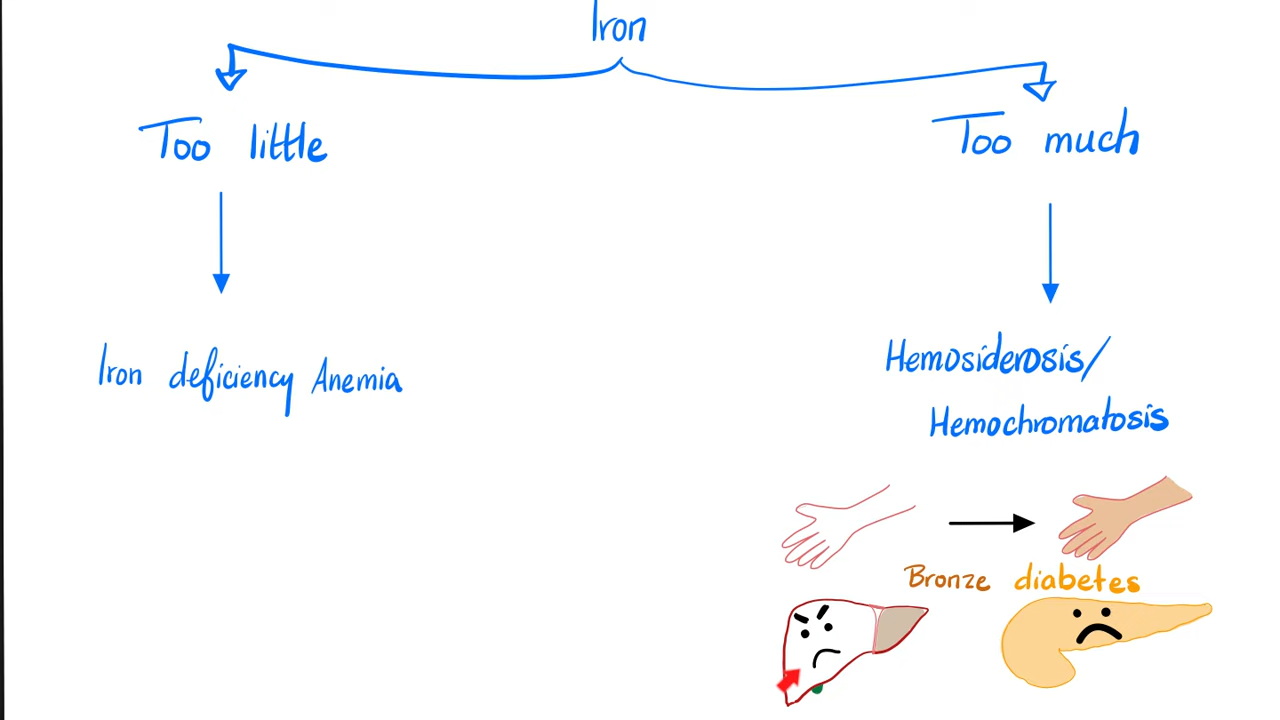 Iron
Too little
Too much
Iron deficiency Anemia
Hemosiderosis/
Hemochromatosis
Bronze diabetes